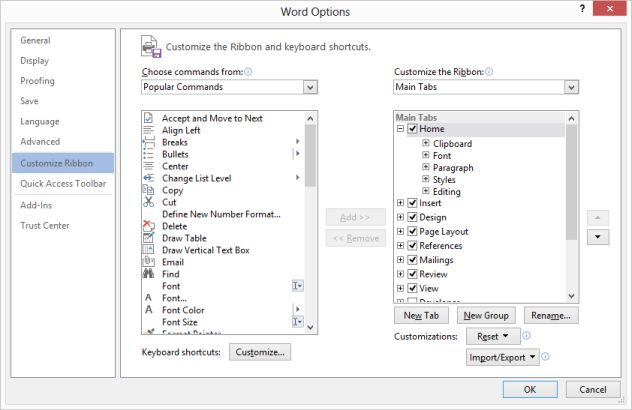 Word Options
General
Display
Proofing
Save
Language
Advanced
Customize Ribbon
Quick Access Toolbar
Add-Ins
Trust Center
Customize the Ribbon and keyboard shortcuts.
Choose commands from:
Popular Commands
Accept and Move to Next
Align Left
Breaks
Bullets
Center
Change List Level
Copy
Cut
Define New Number Format...
Delete
Draw Table
Draw Vertical Text Box
Email
Find
Font
Font...
Font Color
Font Size
Format Painter
Keyboard shortcuts: Customize...
Add >>
<< Remove
Customize the Ribbon:
Main Tabs
Main Tabs
Home
Clipboard
Font
Paragraph
Styles
Editing
Insert
Design
Page Layout
References
Mailings
Review
View
Developer
New Tab New Group Rename...
Customizations: Reset
Import/Export
OK Cancel